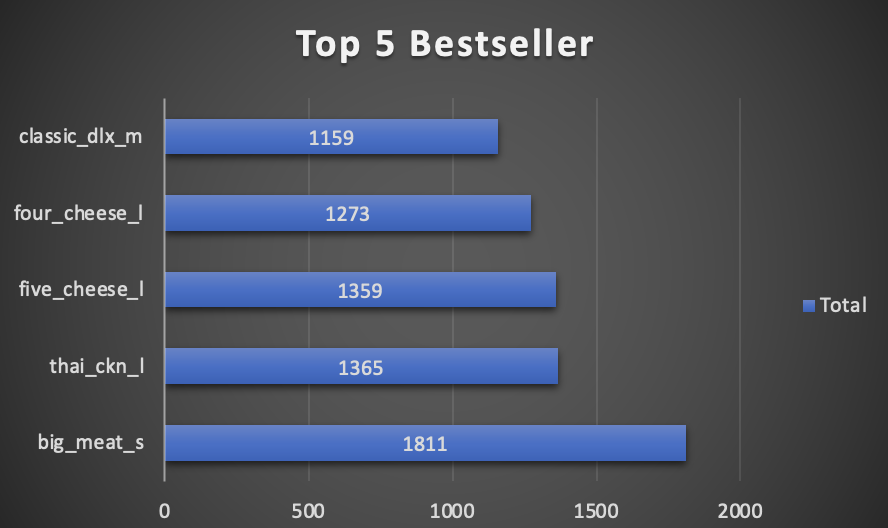 Top 5 Bestseller
classic_dlx_m
1159
four_cheese_l
1273
five_cheese_l
1359
Total
thai_ckn_l
1365
big_meat_s
1811
0 500 1000 1500 2000